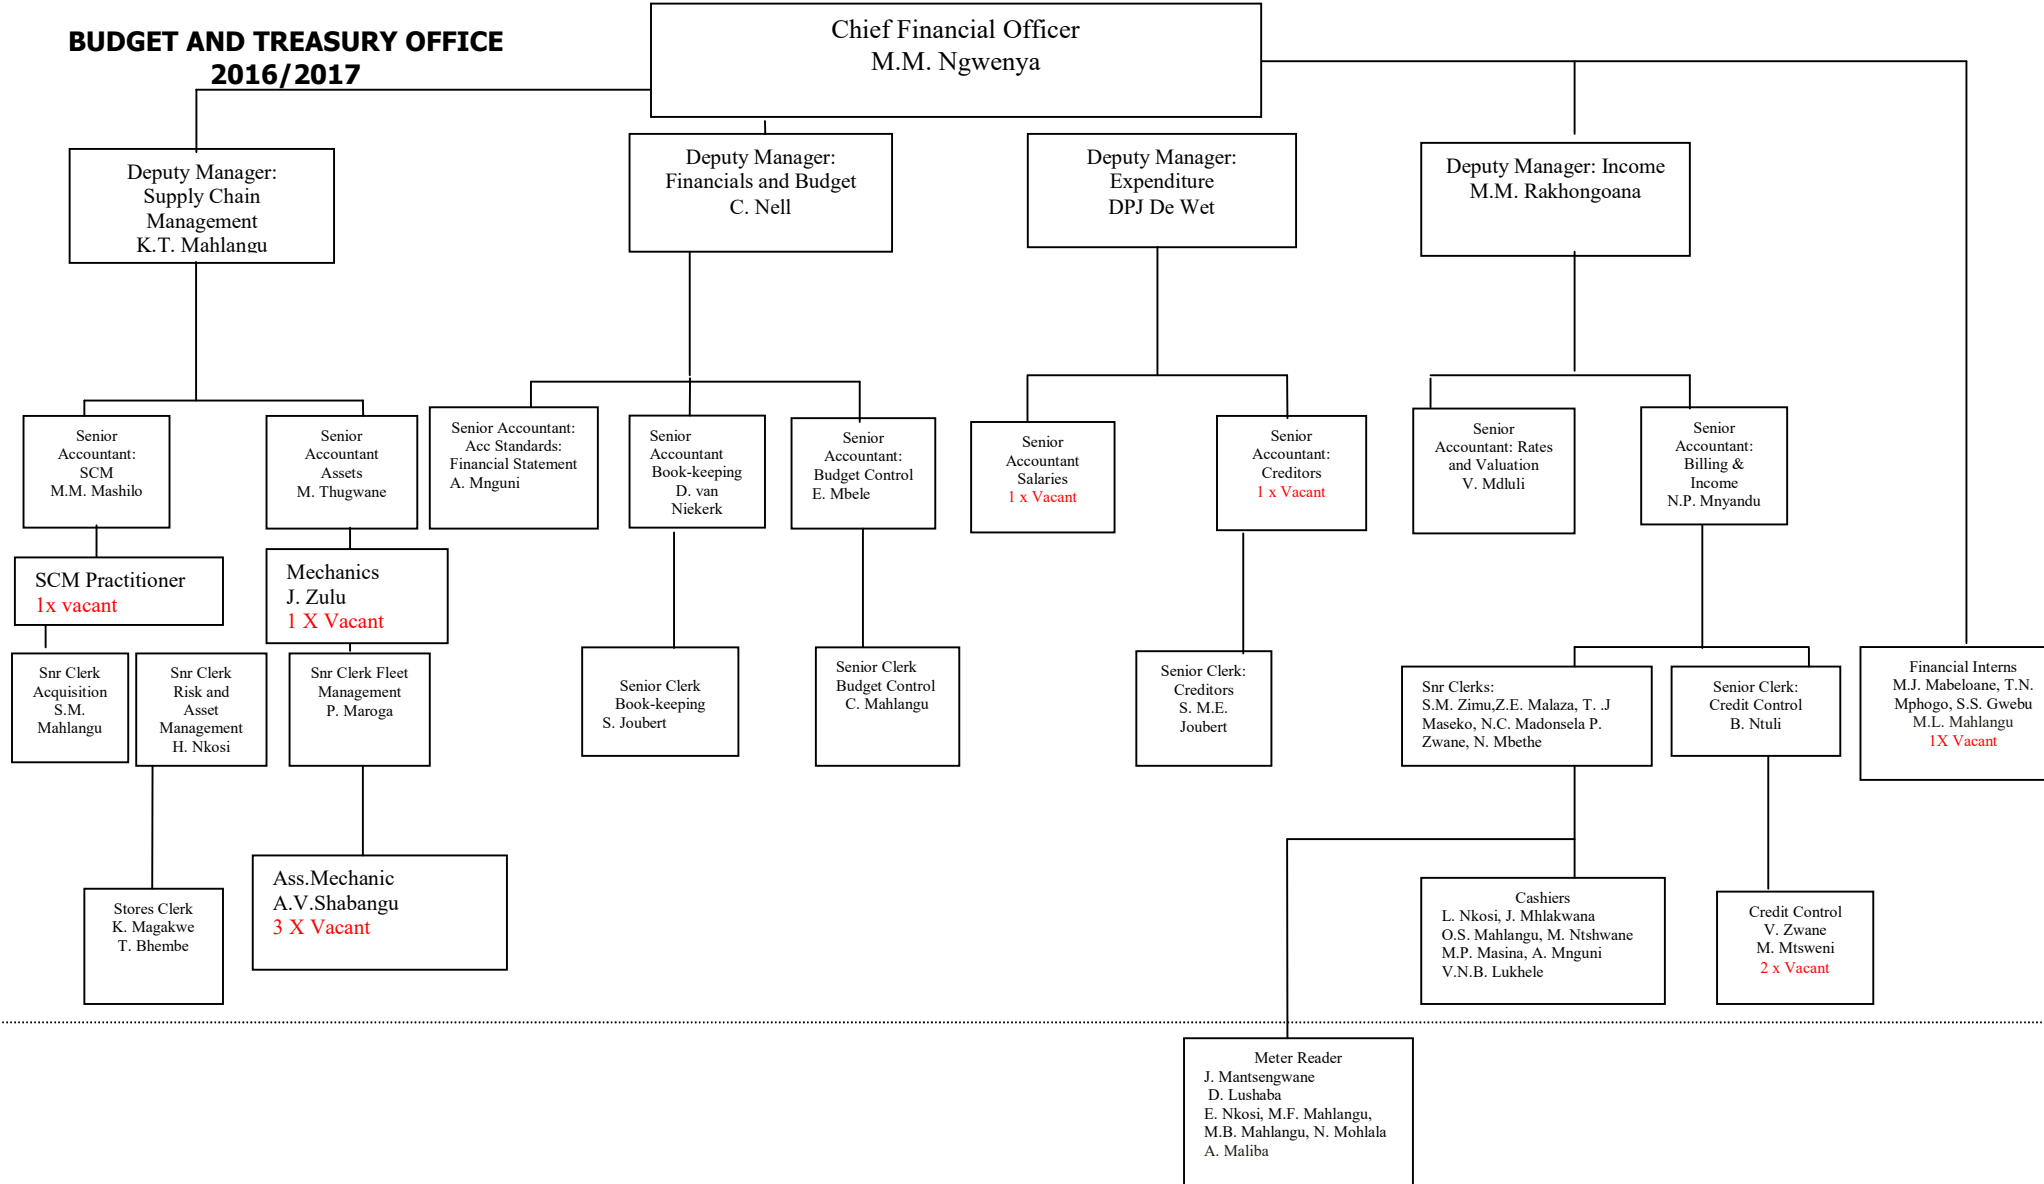 BUDGET AND TREASURY OFFICE
2016/2017
Chief Financial Officer
M.M. Ngwenya
Deputy Manager:
Supply Chain
Management
K.T. Mahlangu
Deputy Manager:
Financials and Budget
C. Nell
Deputy Manager:
Expenditure
DPJ De Wet
Deputy Manager: Income
M.M. Rakhongoana
Senior
Accountant:
SCM
M.M. Mashilo
Senior
Accountant
Assets
M. Thugwane
Senior Accountant:
Acc Standards:
Financial Statement
A. Mnguni
Senior
Accountant
Book-keeping
D. van
Niekerk
Senior
Accountant:
Budget Control
E. Mbele
Senior
Accountant
Salaries
1 x Vacant
Senior
Accountant:
Creditors
1 x Vacant
Senior
Accountant: Rates
and Valuation
V. Mdluli
Senior
Accountant:
Billing &
Income
N.P. Mnyandu
SCM Practitioner
1x vacant
Mechanics
J. Zulu
1 X Vacant
Snr Clerk
Acquisition
S.M.
Mahlangu
Snr Clerk
Risk and
Asset
Management
H. Nkosi
Snr Clerk Fleet
Management
P. Maroga
Senior Clerk
Book-keeping
S. Joubert
Senior Clerk
Budget Control
C. Mahlangu
Senior Clerk:
Creditors
S. M.E.
Joubert
Snr Clerks:
S.M. Zimu,Z.E. Malaza, T. .J
Maseko, N.C. Madonsela P.
Zwane, N. Mbethe
Senior Clerk:
Credit Control
B. Ntuli
Financial Interns
M.J. Mabeloane, T.N.
Mphogo, S.S. Gwebu
M.L. Mahlangu
1X Vacant
Stores Clerk
K. Magakwe
T. Bhembe
Ass.Mechanic
A.V.Shabangu
3 X Vacant
Cashiers
L. Nkosi, J. Mhlakwana
O.S. Mahlangu, M. Ntshwane
M.P. Masina, A. Mnguni
V.N.B. Lukhele
Credit Control
V. Zwane
M. Mtsweni
2 x Vacant
Meter Reader
J. Mantsengwane
D. Lushaba
E. Nkosi, M.F. Mahlangu,
M.B. Mahlangu, N. Mohlala
A. Maliba